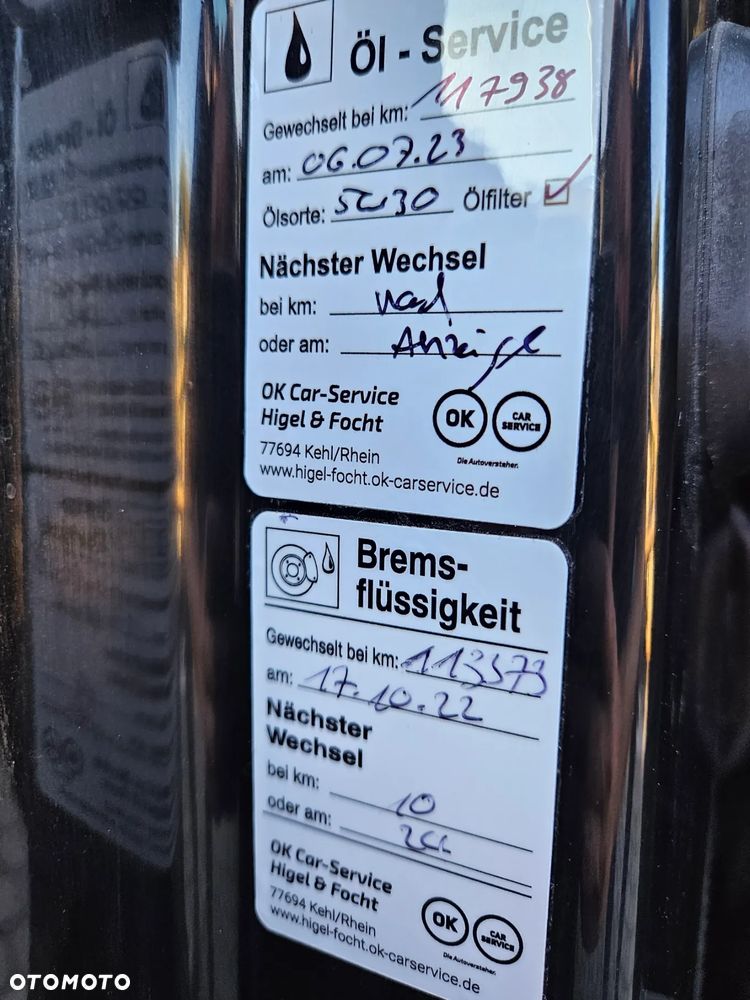 Öl - Service
Gewechselt bei km: 117938
am: 06.07.23
Ölsorte: 5w30 Ölfilter
Nächster Wechsel
bei km: nach
oder am: Anzeige
OK Car-Service
Higel & Focht
OK CAR SERVICE
77694 Kehl/Rhein
Die Autoversteher.
www.higel-focht.ok-carservice.de
Brems-
flüssigkeit
Gewechselt bei km: 113573
am: 17.10.22
Nächster
Wechsel
bei km: 10
oder am:
OK Car-Service
Higel & Focht
OK CAR SERVICE
77694 Kehl/Rhein
Die Autoversteher.
www.higel-focht.ok-carservice.de
OTOMOTO